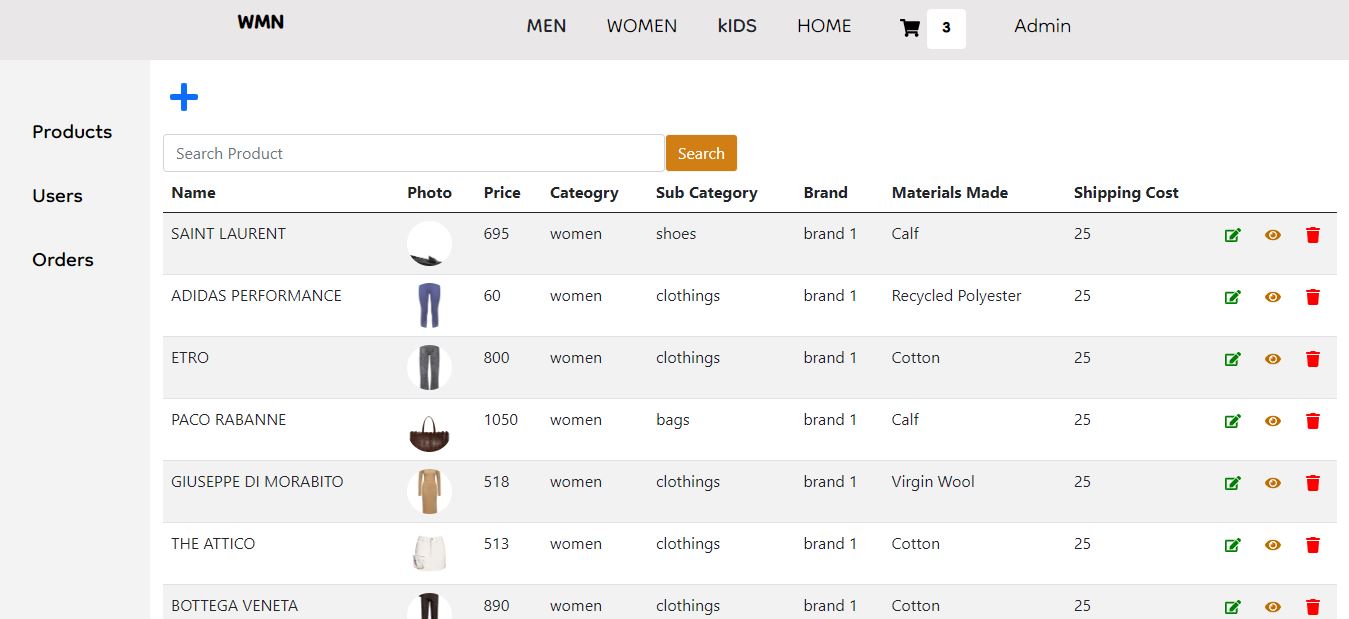 WMN MEN WOMEN kIDS HOME 3 Admin
Products
Users
Orders
Search Product Search
Name Photo Price Cateogry Sub Category Brand Materials Made Shipping Cost
SAINT LAURENT 695 women shoes brand 1 Calf 25
ADIDAS PERFORMANCE 60 women clothings brand 1 Recycled Polyester 25
ETRO 800 women clothings brand 1 Cotton 25
PACO RABANNE 1050 women bags brand 1 Calf 25
GIUSEPPE DI MORABITO 518 women clothings brand 1 Virgin Wool 25
THE ATTICO 513 women clothings brand 1 Cotton 25
BOTTEGA VENETA 890 women clothings brand 1 Cotton 25